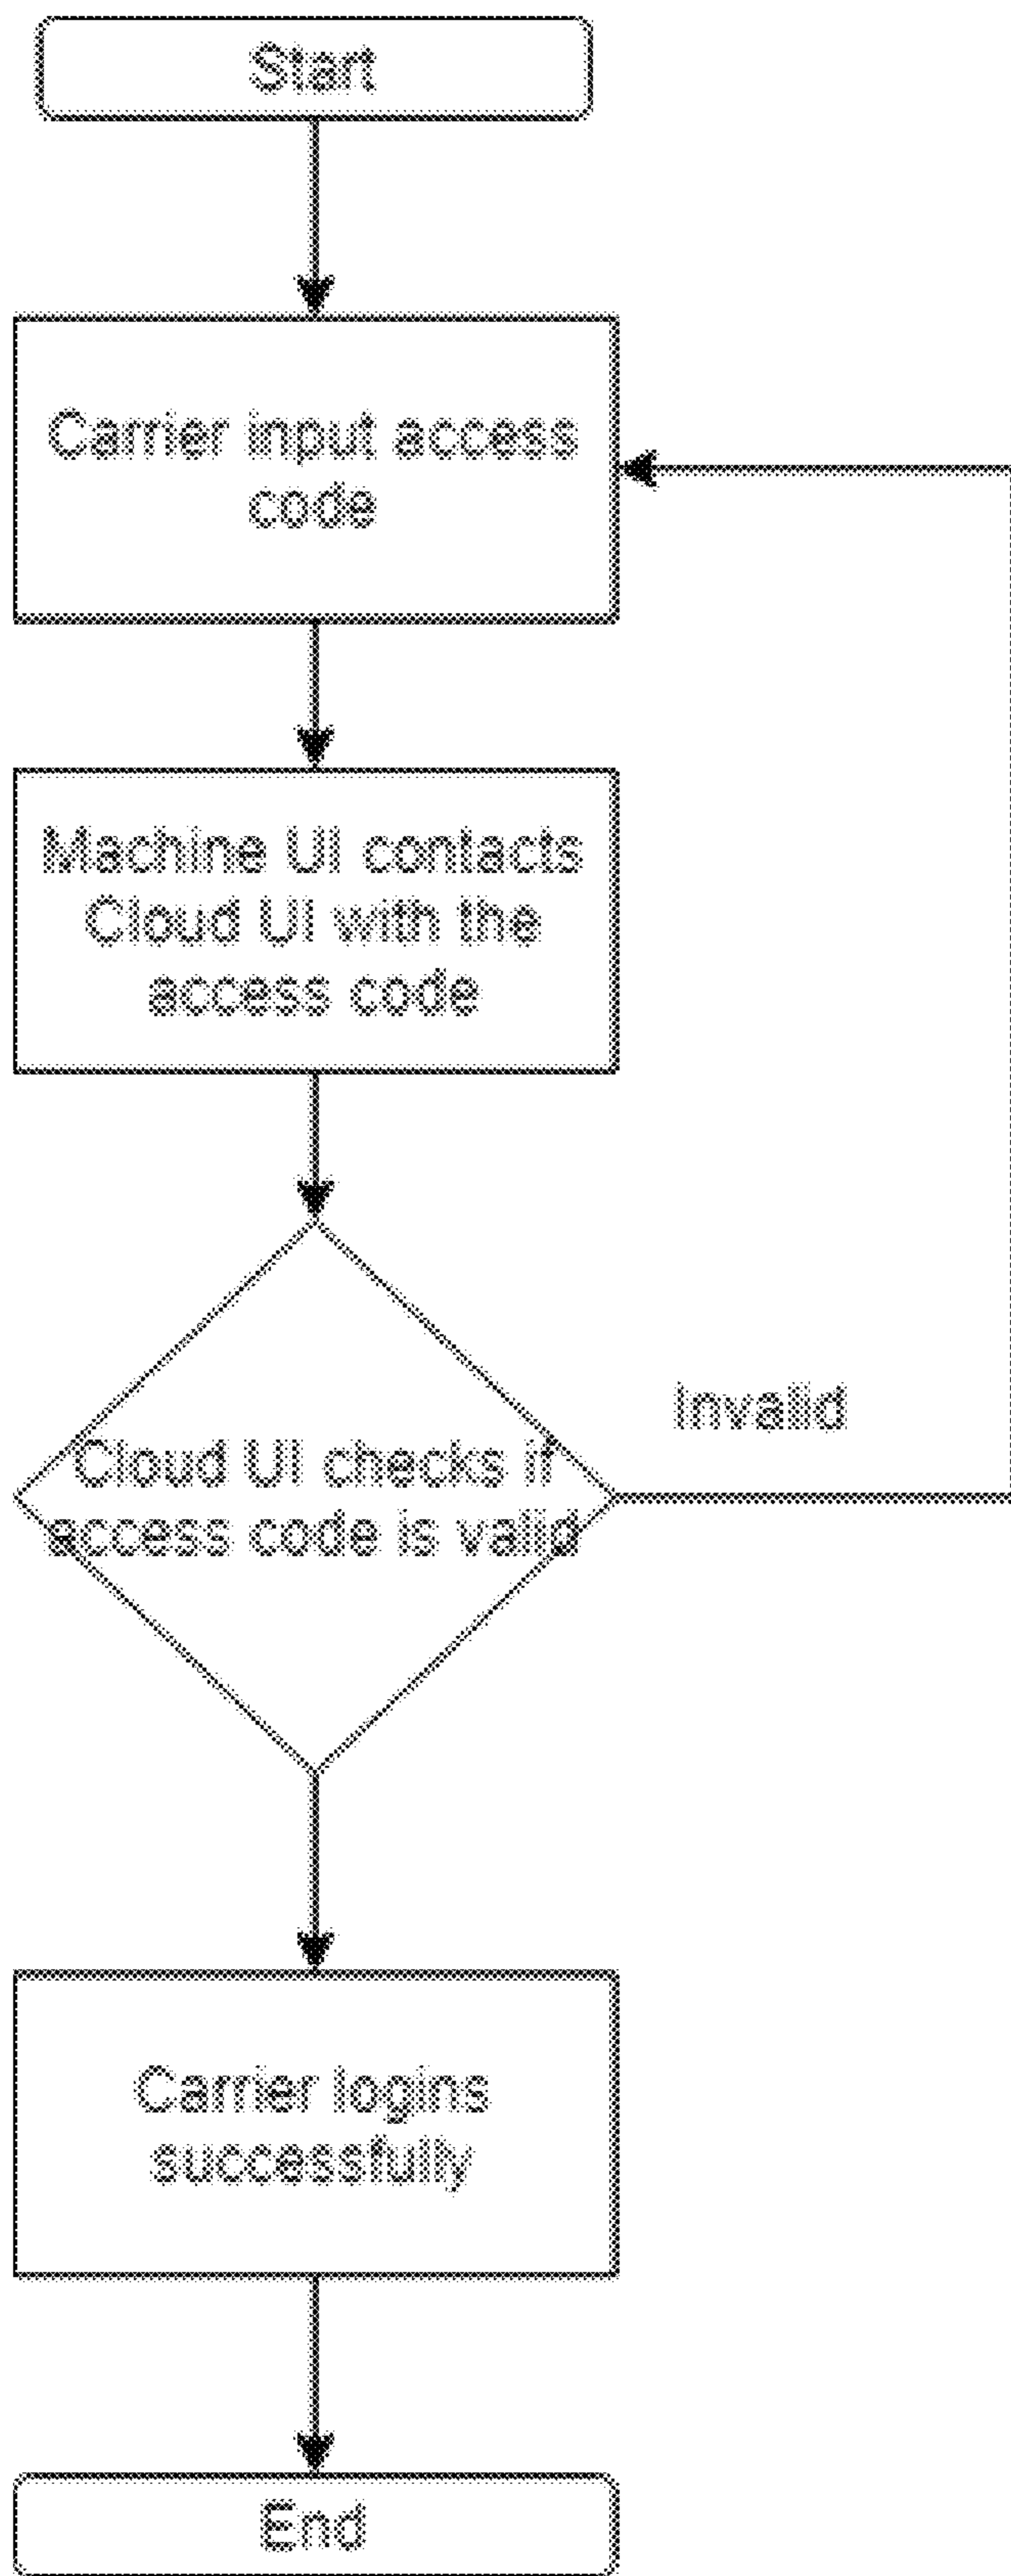 Start
Carrier input access
code
Machine UI contacts
Cloud UI with the
access code
Cloud UI checks if
access code is valid
Invalid
Carrier logins
successfully
End